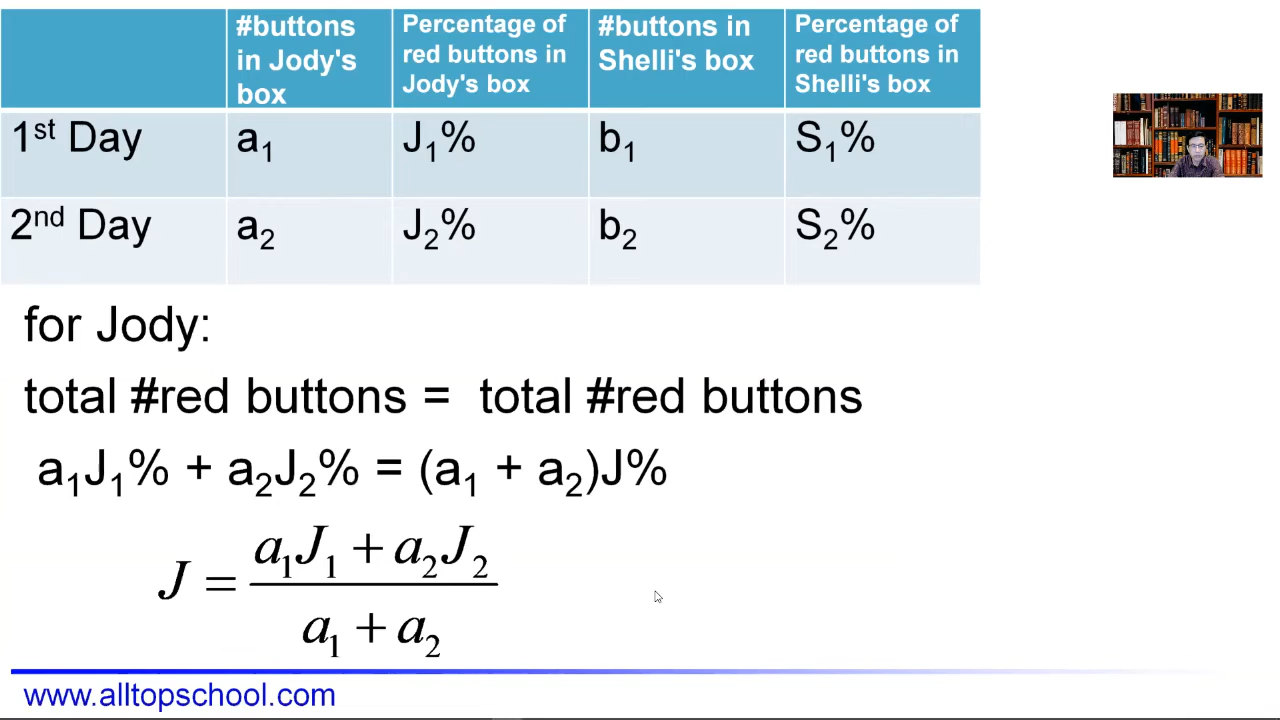 #buttons in Jody's box | Percentage of red buttons in Jody's box | #buttons in Shelli's box | Percentage of red buttons in Shelli's box
1st Day | a₁ | J₁% | b₁ | S₁%
2nd Day | a₂ | J₂% | b₂ | S₂%
for Jody:
total #red buttons = total #red buttons
a₁J₁% + a₂J₂% = (a₁ + a₂)J%
J = (a₁J₁ + a₂J₂) / (a₁ + a₂)
www.alltopschool.com